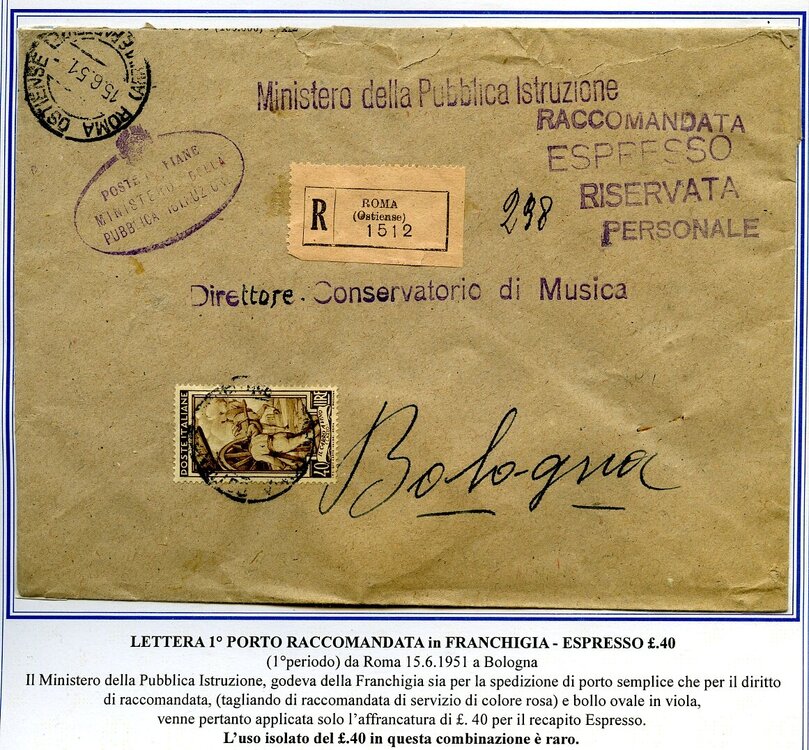 ROMA OSTIENSE
15.6.51
Ministero della Pubblica Istruzione
RACCOMANDATA
ESPRESSO
RISERVATA
PERSONALE
POSTE ITALIANE
MINISTERO DELLA
PUBBLICA ISTRUZ
R
ROMA
(Ostiense)
1512
298
Direttore. Conservatorio di Musica
POSTE ITALIANE
LIRE
40
Bologna
LETTERA 1° PORTO RACCOMANDATA in FRANCHIGIA - ESPRESSO £.40
(1°periodo) da Roma 15.6.1951 a Bologna
Il Ministero della Pubblica Istruzione, godeva della Franchigia sia per la spedizione di porto semplice che per il diritto
di raccomandata, (tagliando di raccomandata di servizio di colore rosa) e bollo ovale in viola,
venne pertanto applicata solo l'affrancatura di £. 40 per il recapito Espresso.
L'uso isolato del £.40 in questa combinazione è raro.